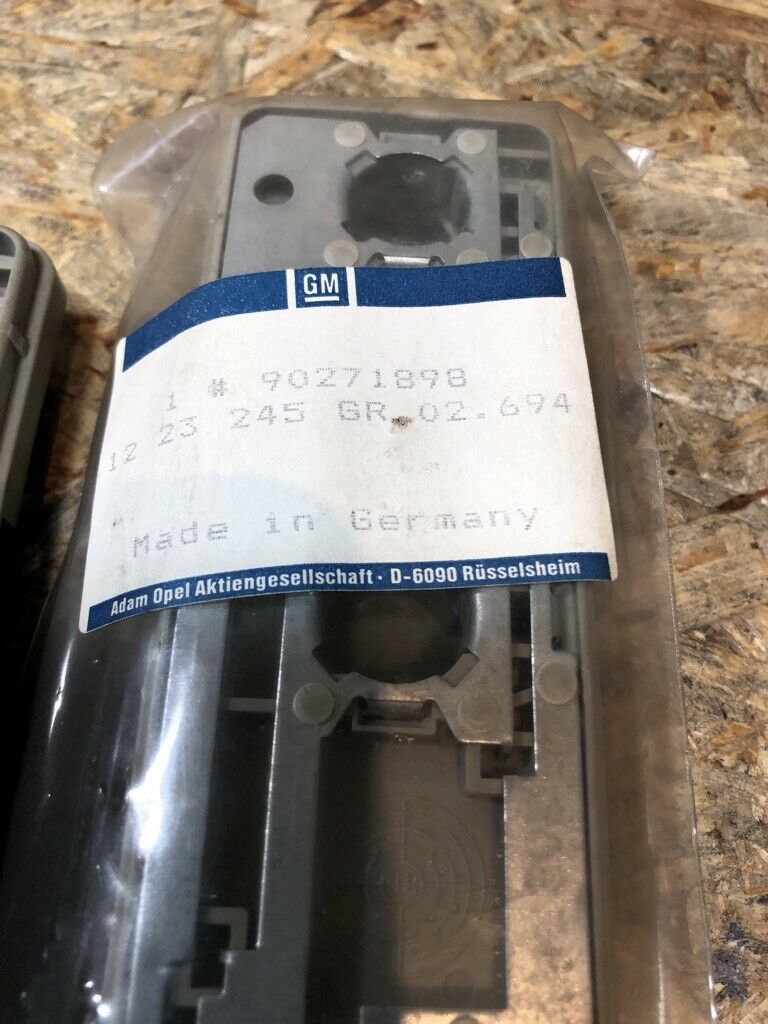 GM
1 # 90271898
12 23 245 GR.02.694
Made in Germany
Adam Opel Aktiengesellschaft · D-6090 Rüsselsheim